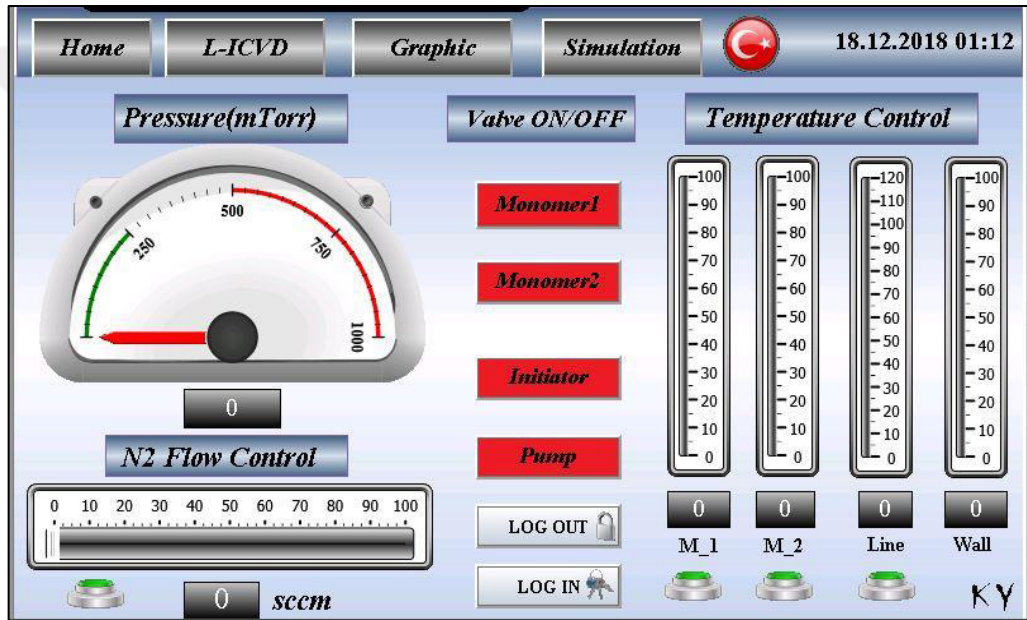 Home L-ICVD Graphic Simulation 18.12.2018 01:12
Pressure(mTorr)
250
500
750
1000
0
N2 Flow Control
0 10 20 30 40 50 60 70 80 90 100
0 sccm
Valve ON/OFF
Monomer1
Monomer2
Initiator
Pump
LOG OUT
LOG IN
Temperature Control
100 100 120 100
90 90 110 90
80 80 100 80
70 70 90 70
60 60 80 60
50 50 70 50
40 40 60 40
30 30 50 30
20 20 40 20
10 10 30 10
0 0 20 0
10
0
0 0 0 0
M_1 M_2 Line Wall
KY